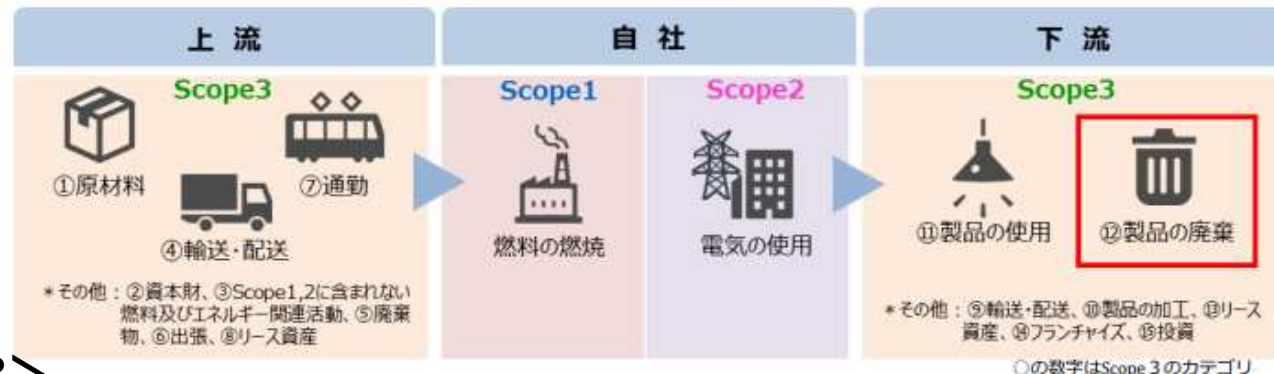 上 流
自 社
下 流
Scope3
①原材料
⑦通勤
④輸送・配送
*その他：②資本財、③Scope1,2に含まれない
燃料及びエネルギー関連活動、⑤廃棄
物、⑥出張、⑧リース資産
Scope1
燃料の燃焼
Scope2
電気の使用
Scope3
⑪製品の使用
⑫製品の廃棄
*その他：⑨輸送・配送、⑩製品の加工、⑬リース
資産、⑭フランチャイズ、⑮投資
○の数字はScope 3のカテゴリ